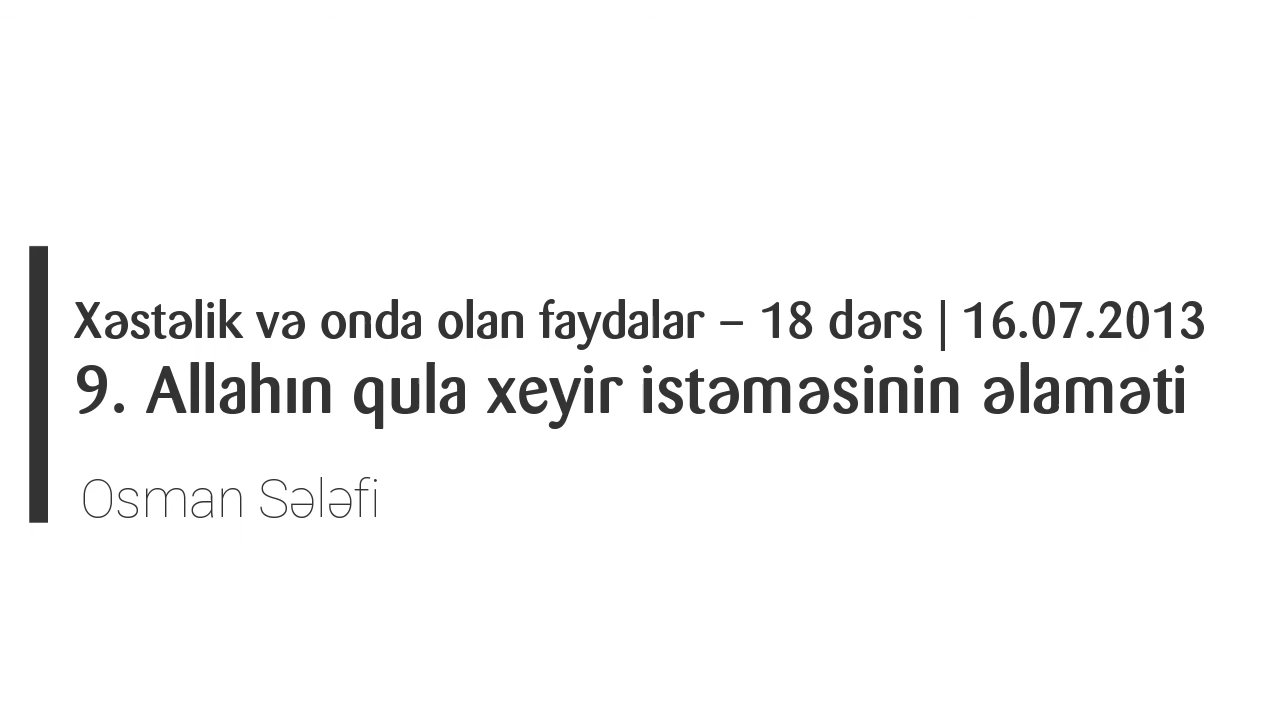 Xəstəlik və onda olan faydalar – 18 dərs | 16.07.2013
9. Allahın qula xeyir istəməsinin əlaməti
Osman Sələfi